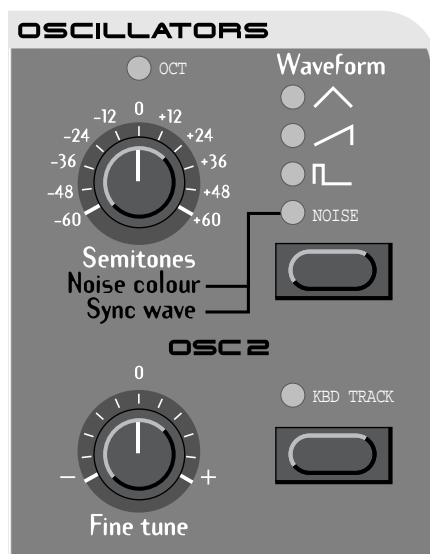 OSCILLATORS
OCT
Waveform
0
-12 +12
-24 +24
-36 +36
-48 +48
-60 +60
NOISE
Semitones
Noise colour
Sync wave
OSC 2
0
KBD TRACK
− +
Fine tune